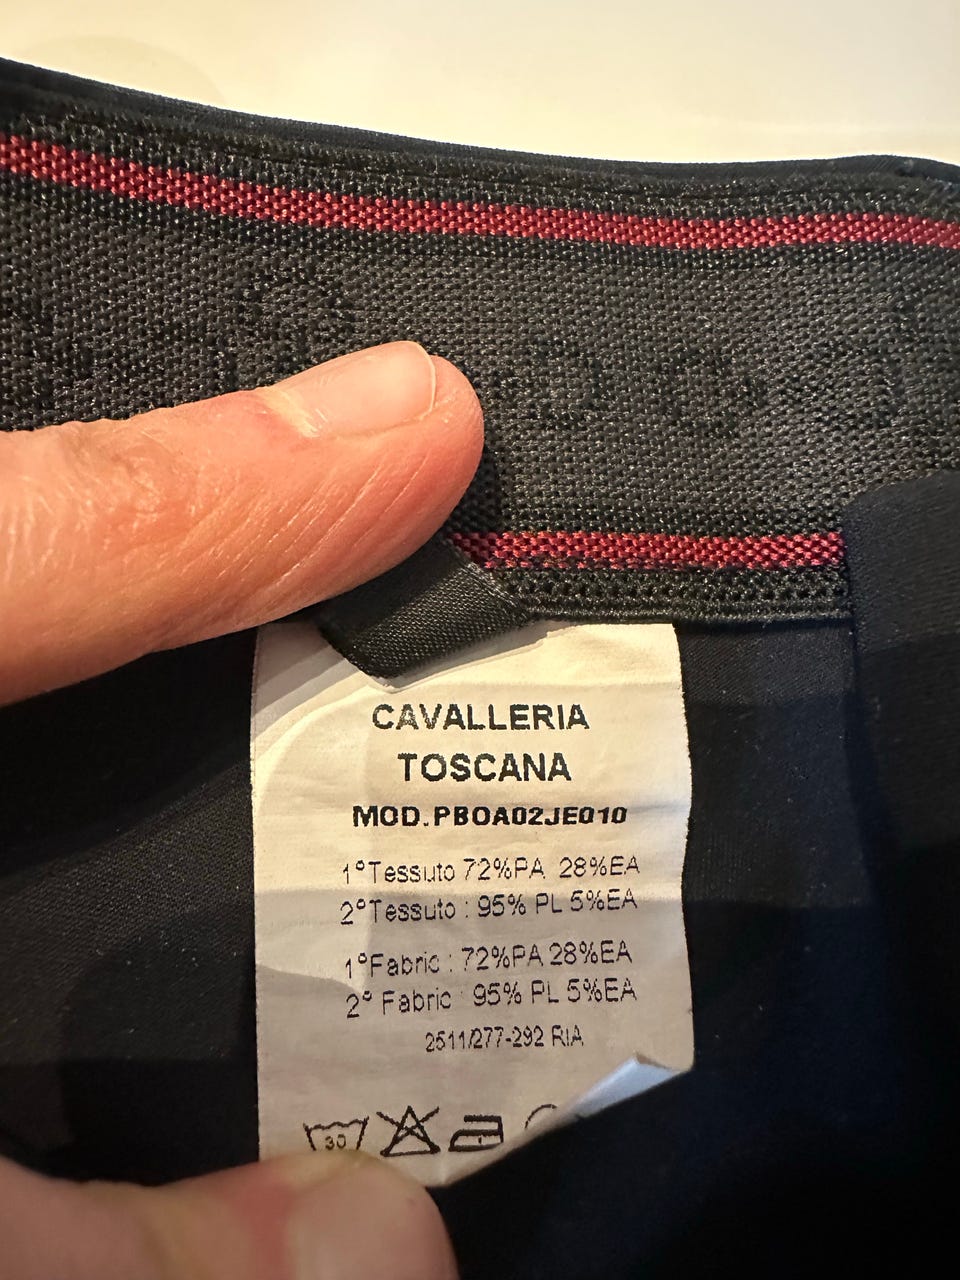 CAVALLERIA
TOSCANA
MOD.PBOA02JE010
1°Tessuto 72%PA 28%EA
2°Tessuto : 95% PL 5%EA
1°Fabric : 72%PA 28%EA
2° Fabric : 95% PL 5%EA
2511/277-292 RIA
30